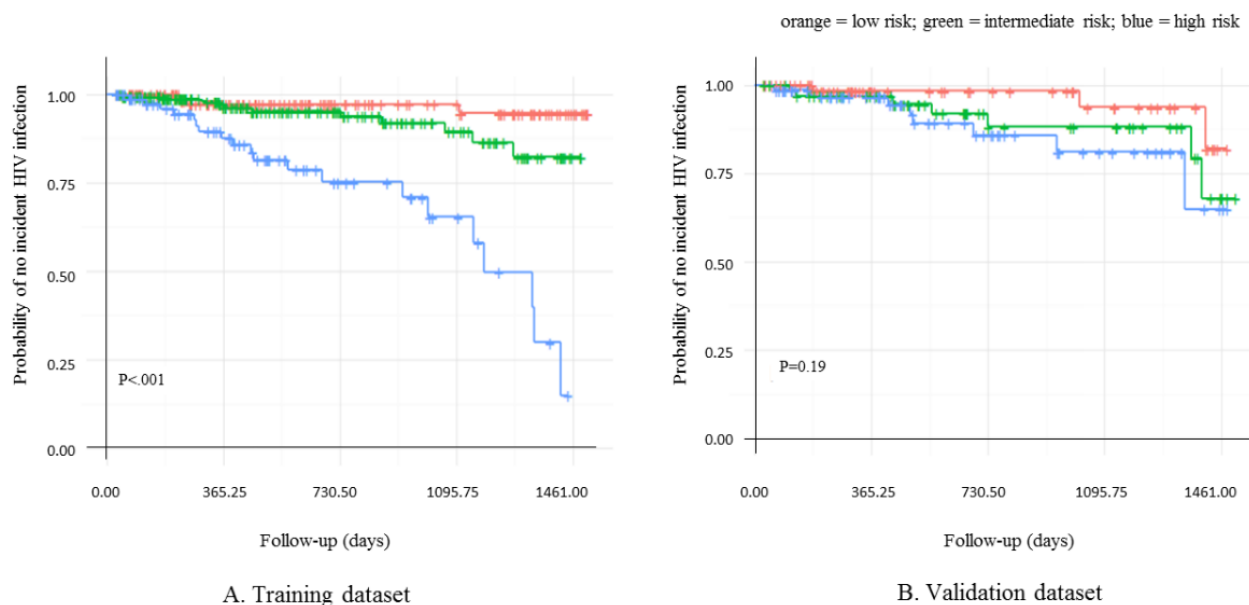 orange = low risk; green = intermediate risk; blue = high risk
Probability of no incident HIV infection
1.00
0.75
0.50
0.25
0.00
P<.001
0.00 365.25 730.50 1095.75 1461.00
Follow-up (days)
A. Training dataset
Probability of no incident HIV infection
1.00
0.75
0.50
0.25
0.00
P=0.19
0.00 365.25 730.50 1095.75 1461.00
Follow-up (days)
B. Validation dataset